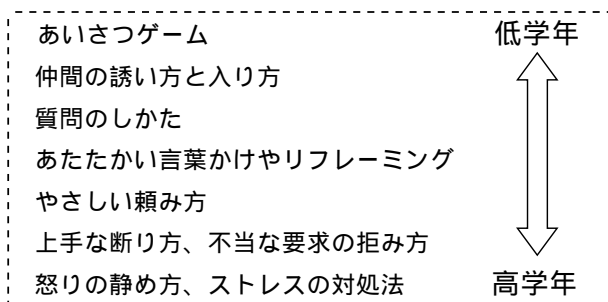 あいさつゲーム 低学年
仲間の誘い方と入り方
質問のしかた
あたたかい言葉かけやリフレーミング
やさしい頼み方
上手な断り方、不当な要求の拒み方
怒りの静め方、ストレスの対処法 高学年